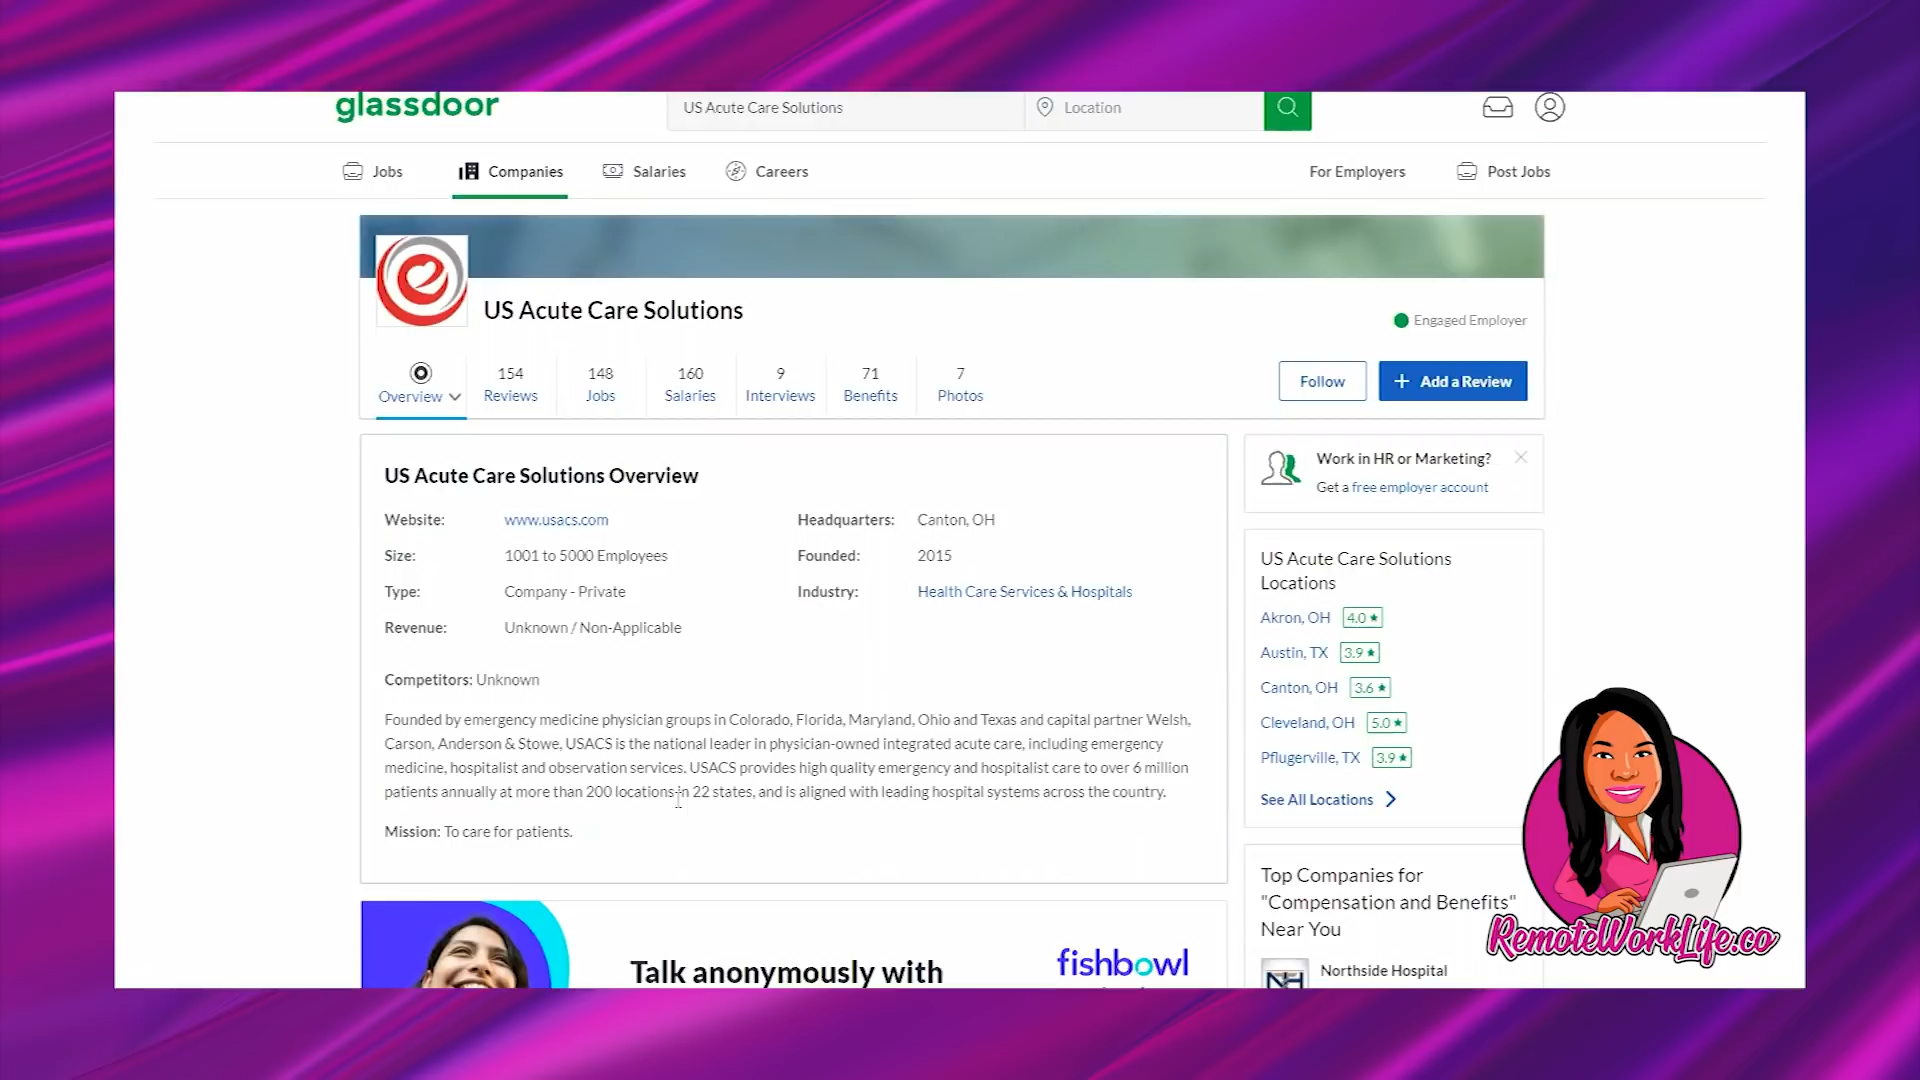 glassdoor
US Acute Care Solutions
Location
Jobs
Companies
Salaries
Careers
For Employers
Post Jobs
US Acute Care Solutions
Engaged Employer
Overview
154
Reviews
148
Jobs
160
Salaries
9
Interviews
71
Benefits
7
Photos
Follow
+ Add a Review
US Acute Care Solutions Overview
Website: www.usacs.com
Headquarters: Canton, OH
Size: 1001 to 5000 Employees
Founded: 2015
Type: Company - Private
Industry: Health Care Services & Hospitals
Revenue: Unknown / Non-Applicable
Competitors: Unknown
Founded by emergency medicine physician groups in Colorado, Florida, Maryland, Ohio and Texas and capital partner Welsh,
Carson, Anderson & Stowe, USACS is the national leader in physician-owned integrated acute care, including emergency
medicine, hospitalist and observation services. USACS provides high quality emergency and hospitalist care to over 6 million
patients annually at more than 200 locations in 22 states, and is aligned with leading hospital systems across the country.
Mission: To care for patients.
Work in HR or Marketing?
Get a free employer account
US Acute Care Solutions
Locations
Akron, OH 4.0 ★
Austin, TX 3.9 ★
Canton, OH 3.6 ★
Cleveland, OH 5.0 ★
Pflugerville, TX 3.9 ★
See All Locations
Top Companies for
"Compensation and Benefits"
Near You
Northside Hospital
Talk anonymously with
fishbowl
RemoteWorkLife.co